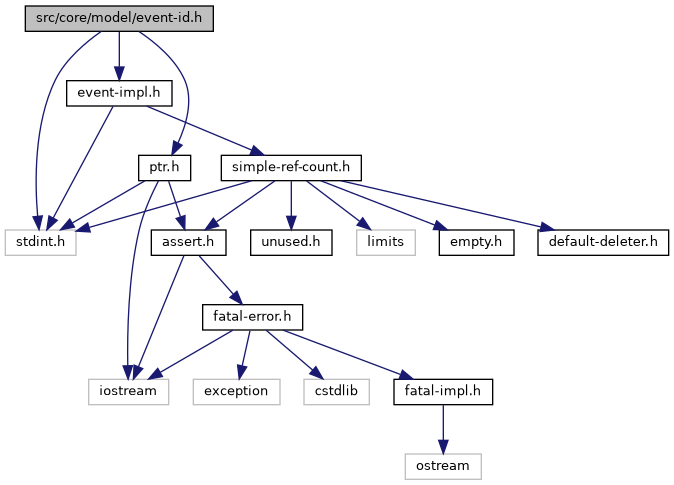 src/core/model/event-id.h
event-impl.h
ptr.h
simple-ref-count.h
stdint.h
assert.h
unused.h
limits
empty.h
default-deleter.h
fatal-error.h
iostream
exception
cstdlib
fatal-impl.h
ostream